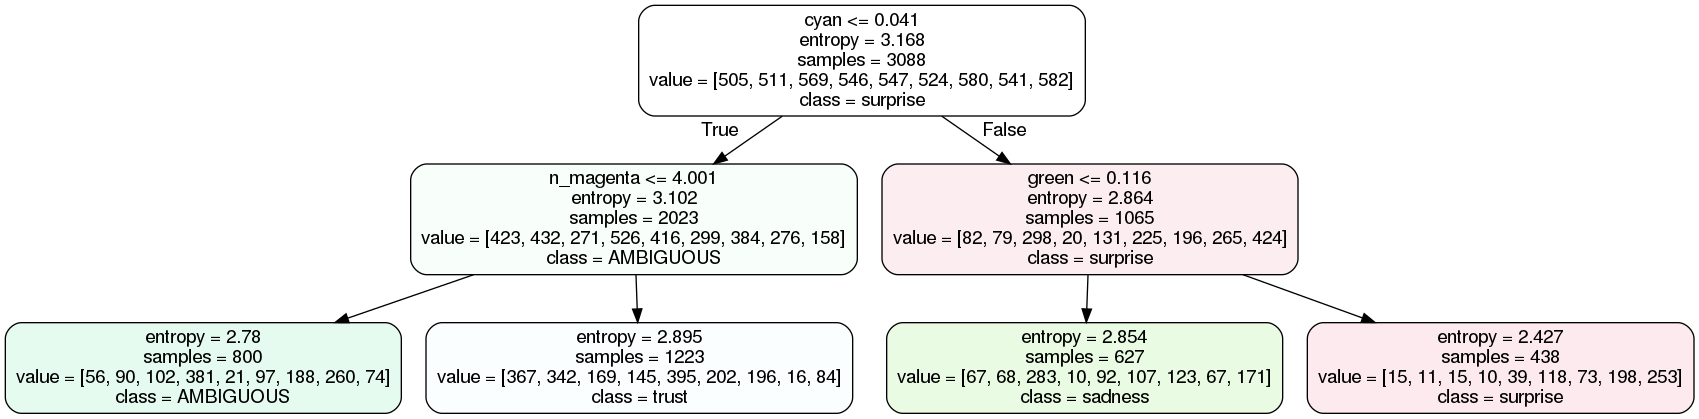 cyan <= 0.041
entropy = 3.168
samples = 3088
value = [505, 511, 569, 546, 547, 524, 580, 541, 582]
class = surprise
True
False
n_magenta <= 4.001
entropy = 3.102
samples = 2023
value = [423, 432, 271, 526, 416, 299, 384, 276, 158]
class = AMBIGUOUS
green <= 0.116
entropy = 2.864
samples = 1065
value = [82, 79, 298, 20, 131, 225, 196, 265, 424]
class = surprise
entropy = 2.78
samples = 800
value = [56, 90, 102, 381, 21, 97, 188, 260, 74]
class = AMBIGUOUS
entropy = 2.895
samples = 1223
value = [367, 342, 169, 145, 395, 202, 196, 16, 84]
class = trust
entropy = 2.854
samples = 627
value = [67, 68, 283, 10, 92, 107, 123, 67, 171]
class = sadness
entropy = 2.427
samples = 438
value = [15, 11, 15, 10, 39, 118, 73, 198, 253]
class = surprise